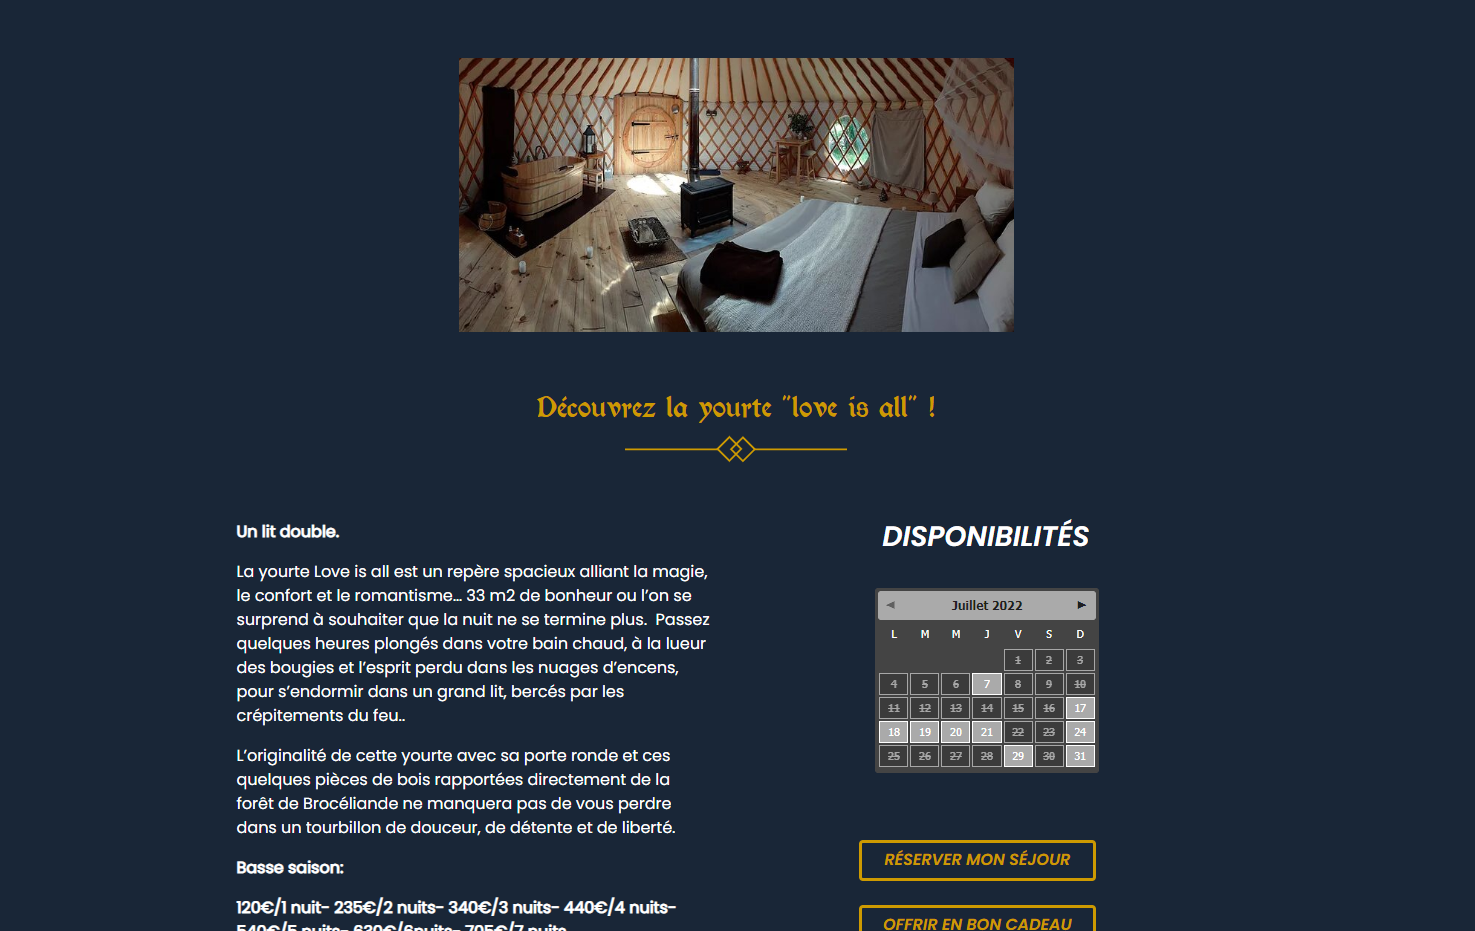 Découvrez la yourte "love is all" !
Un lit double.
La yourte Love is all est un repère spacieux alliant la magie,
le confort et le romantisme… 33 m2 de bonheur ou l’on se
surprend à souhaiter que la nuit ne se termine plus.  Passez
quelques heures plongés dans votre bain chaud, à la lueur
des bougies et l’esprit perdu dans les nuages d’encens,
pour s’endormir dans un grand lit, bercés par les
crépitements du feu..
L’originalité de cette yourte avec sa porte ronde et ces
quelques pièces de bois rapportées directement de la
forêt de Brocéliande ne manquera pas de vous perdre
dans un tourbillon de douceur, de détente et de liberté.
Basse saison:
120€/1 nuit- 235€/2 nuits- 340€/3 nuits- 440€/4 nuits-
540€/5 nuits- 630€/6nuits- 705€/7 nuits
DISPONIBILITÉS
◄ Juillet 2022 ►
L M M J V S D
1 2 3
4 5 6 7 8 9 10
11 12 13 14 15 16 17
18 19 20 21 22 23 24
25 26 27 28 29 30 31
RÉSERVER MON SÉJOUR
OFFRIR EN BON CADEAU